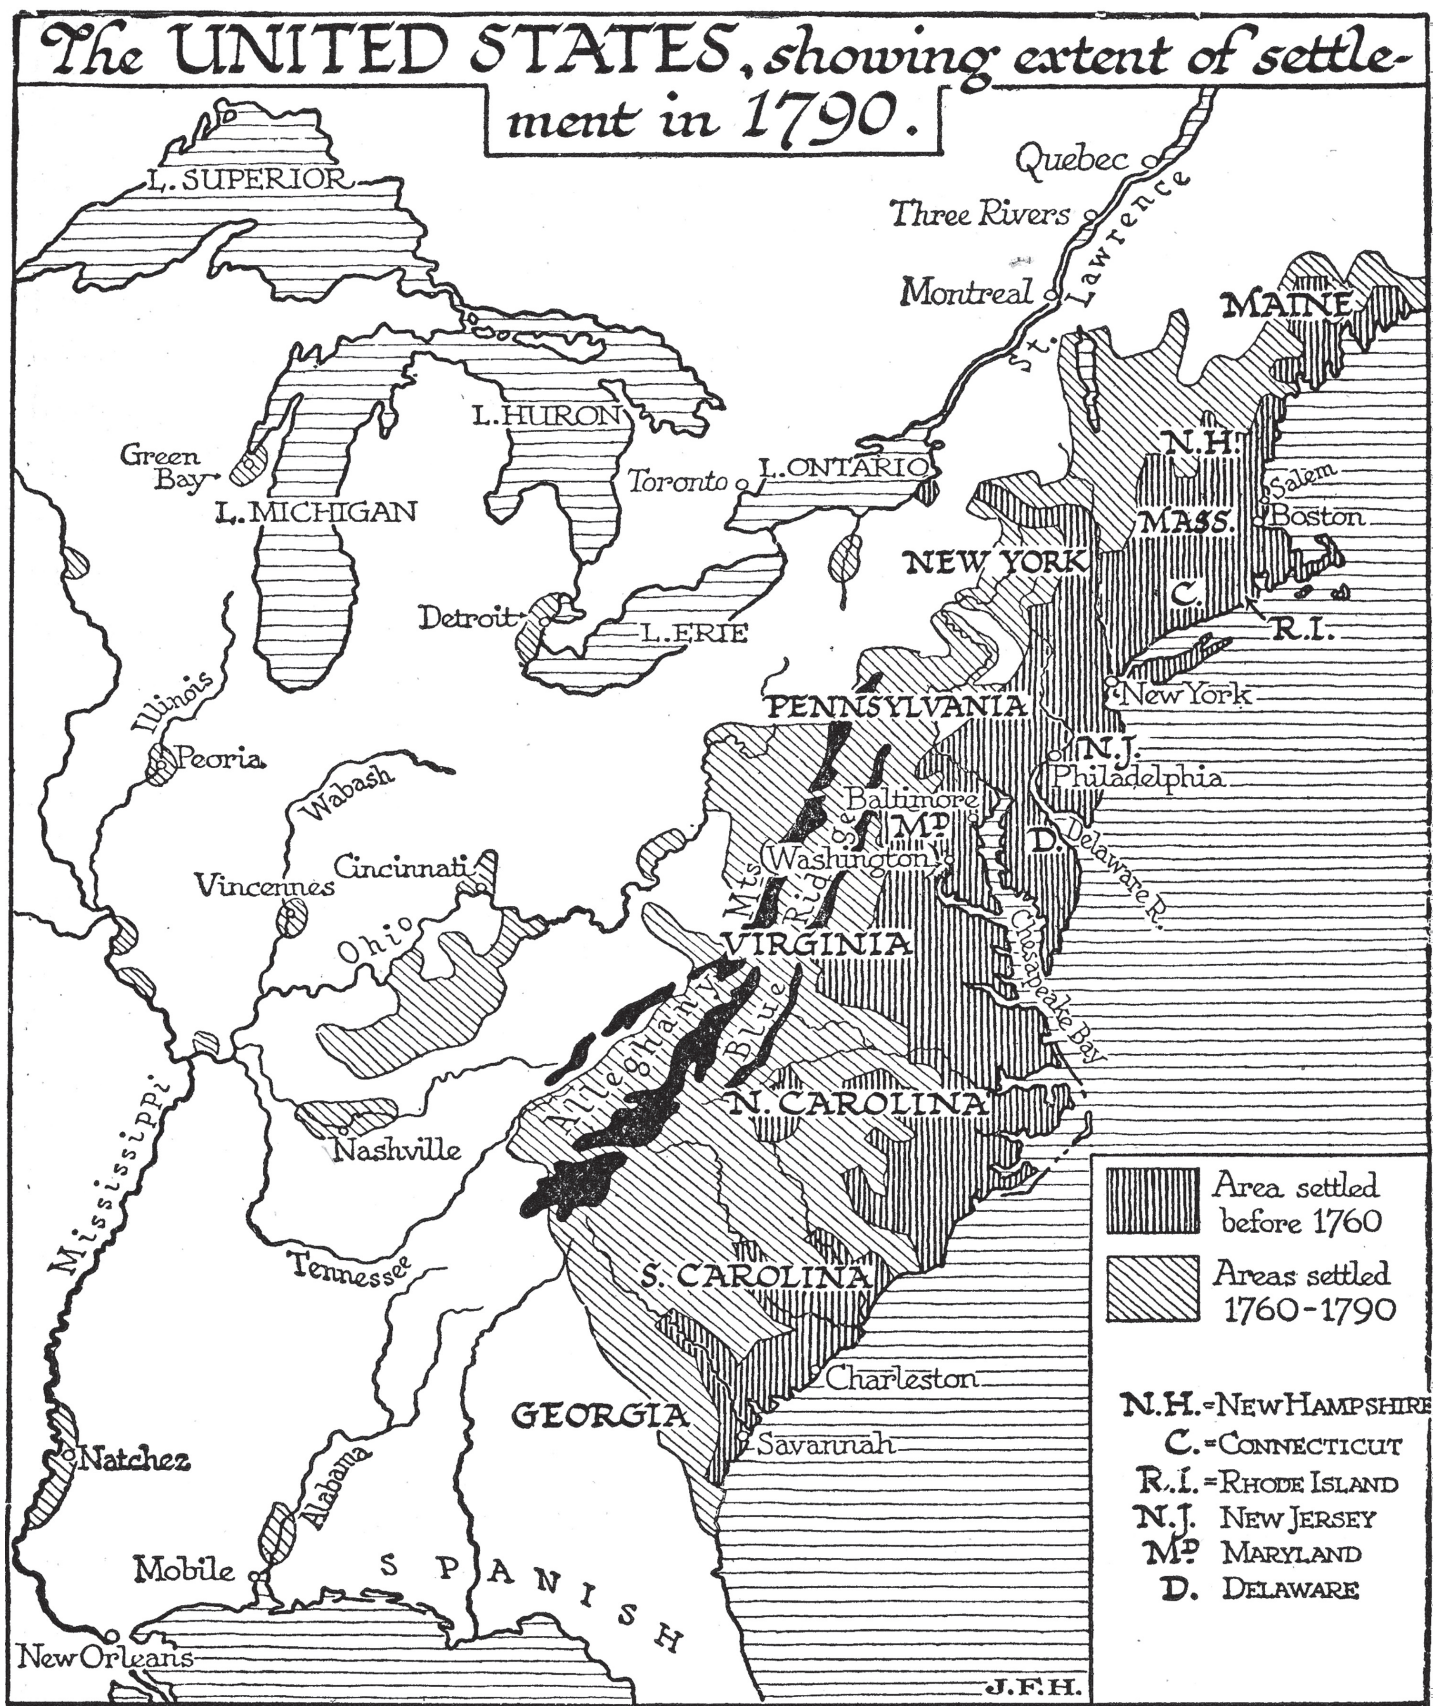 The UNITED STATES, showing extent of settle-
ment in 1790.
Quebec
L. SUPERIOR
Three Rivers
St. Lawrence
Montreal
MAINE
L. HURON
N.H.
Green
Bay
Toronto
L. ONTARIO
Salem
L. MICHIGAN
MASS.
Boston
NEW YORK
C.
Detroit
L. ERIE
R.I.
Illinois
New York
PENNSYLVANIA
Peoria
N.J.
Philadelphia
Wabash
Baltimore
MD
D.
Delaware R.
(Washington)
Cincinnati
Vincennes
Ohio
Alleghany Mts
Blue Ridge
VIRGINIA
Chesapeake Bay
N. CAROLINA
Nashville
Mississippi
Tennessee
S. CAROLINA
Area settled
before 1760
Areas settled
1760-1790
Charleston
GEORGIA
Savannah
Natchez
Alabama
Mobile
SPANISH
New Orleans
N.H.=NEW HAMPSHIRE
C.=CONNECTICUT
R.I.=RHODE ISLAND
N.J. NEW JERSEY
MD. MARYLAND
D. DELAWARE
J.F.H.